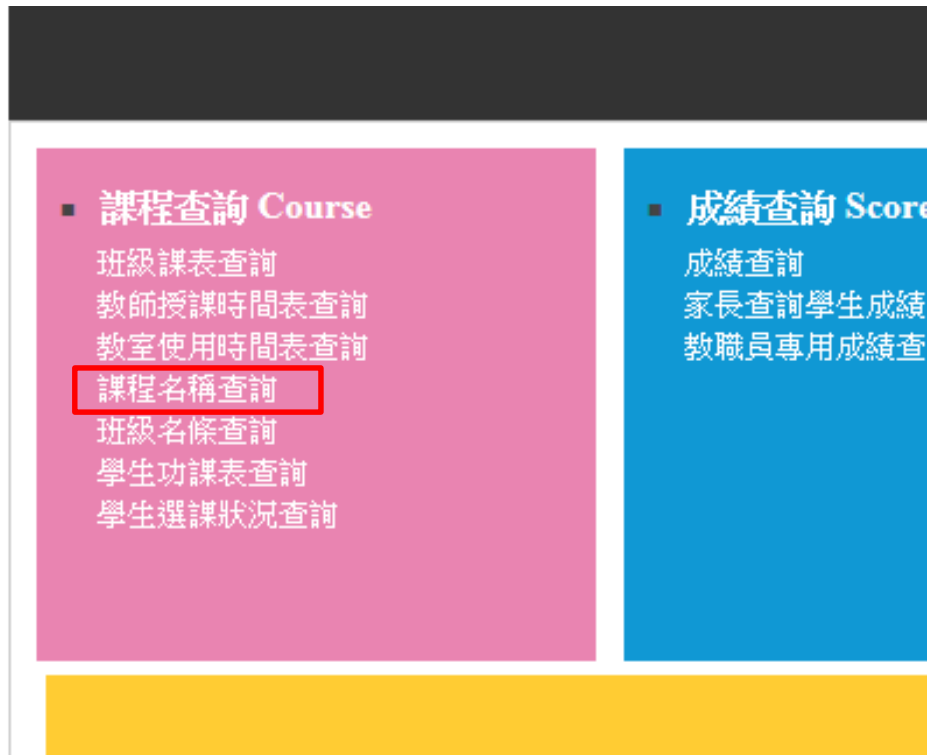 課程查詢 Course
班級課表查詢
教師授課時間表查詢
教室使用時間表查詢
課程名稱查詢
班級名條查詢
學生功課表查詢
學生選課狀況查詢
成績查詢 Score
成績查詢
家長查詢學生成績
教職員專用成績查